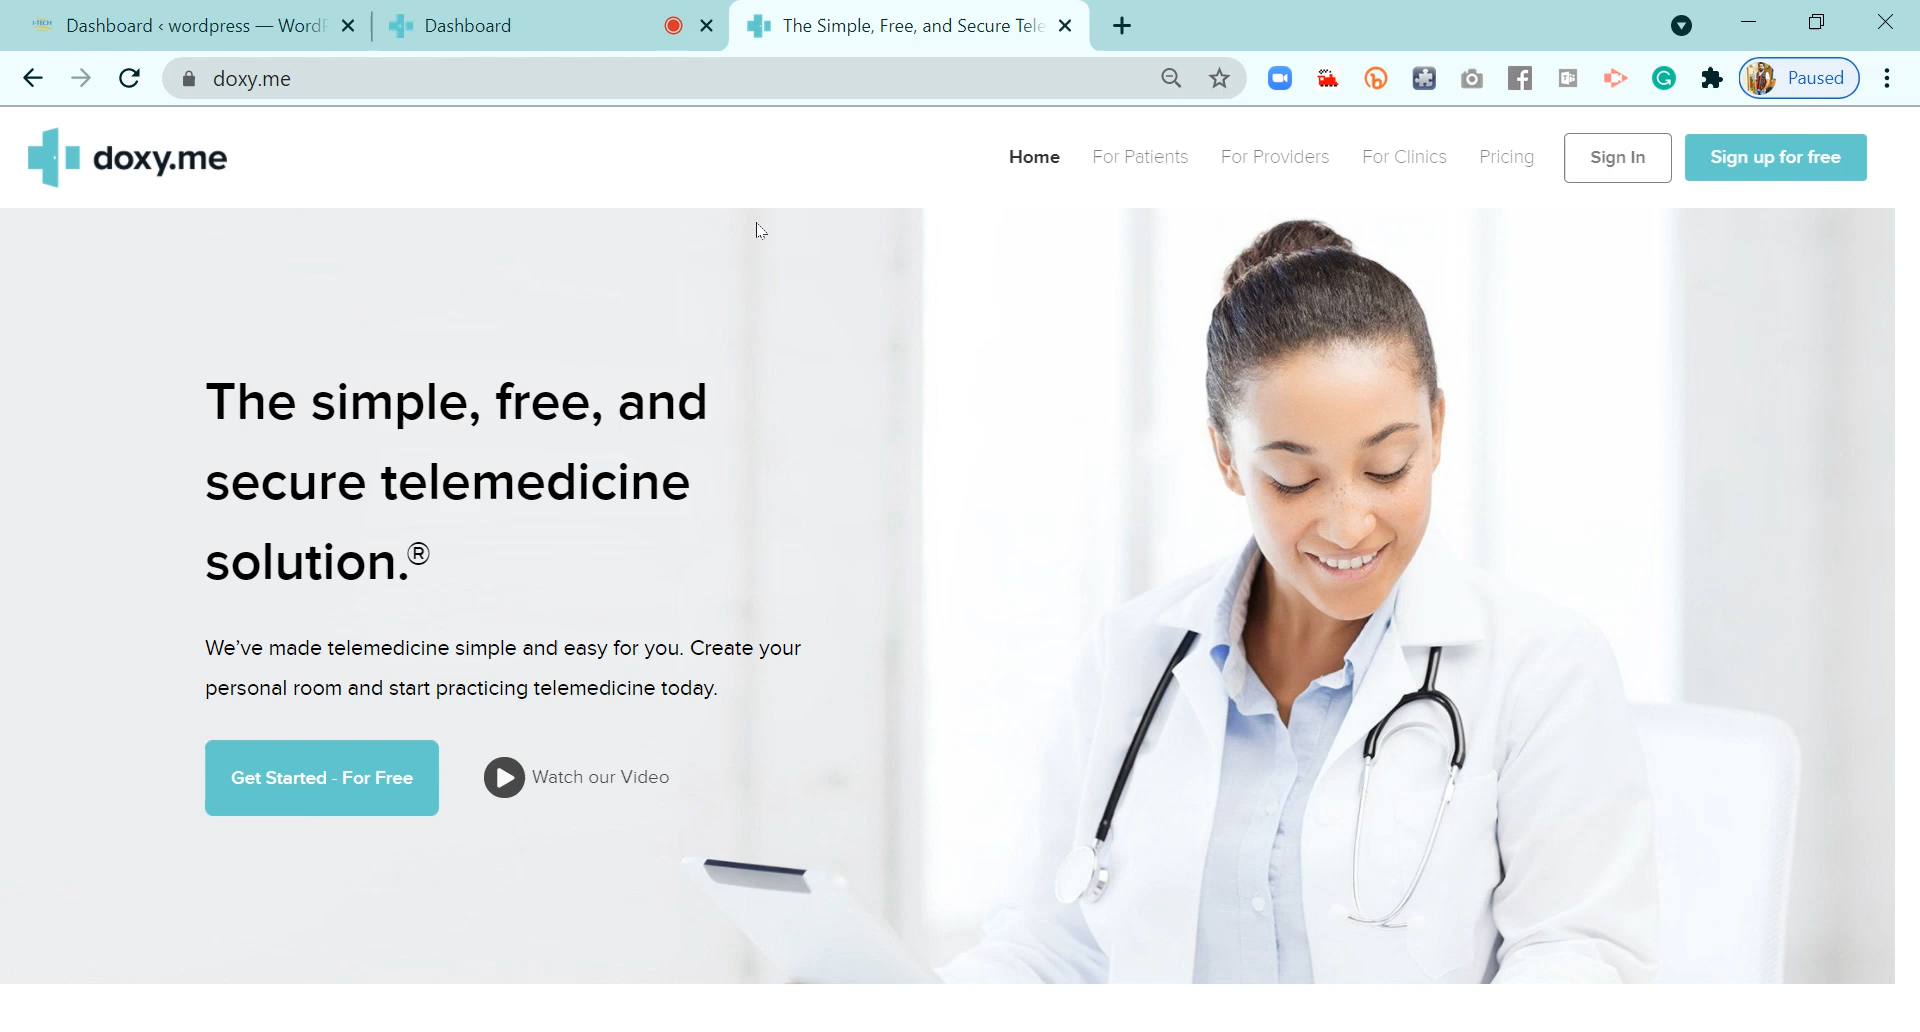 Dashboard ‹ wordpress — WordP
Dashboard
The Simple, Free, and Secure Tele
doxy.me
Paused
doxy.me
Home
For Patients
For Providers
For Clinics
Pricing
Sign In
Sign up for free
The simple, free, and
secure telemedicine
solution.®
We’ve made telemedicine simple and easy for you. Create your
personal room and start practicing telemedicine today.
Get Started - For Free
Watch our Video